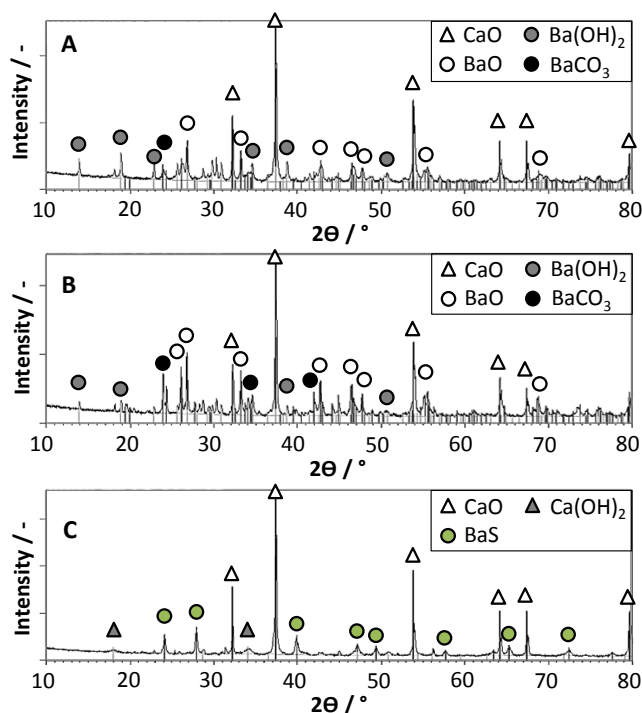 A
CaO
Ba(OH)₂
BaO
BaCO₃
Intensity / -
10 20 30 40 50 60 70 80
2Θ / °
B
CaO
Ba(OH)₂
BaO
BaCO₃
Intensity / -
10 20 30 40 50 60 70 80
2Θ / °
C
CaO
Ca(OH)₂
BaS
Intensity / -
10 20 30 40 50 60 70 80
2Θ / °